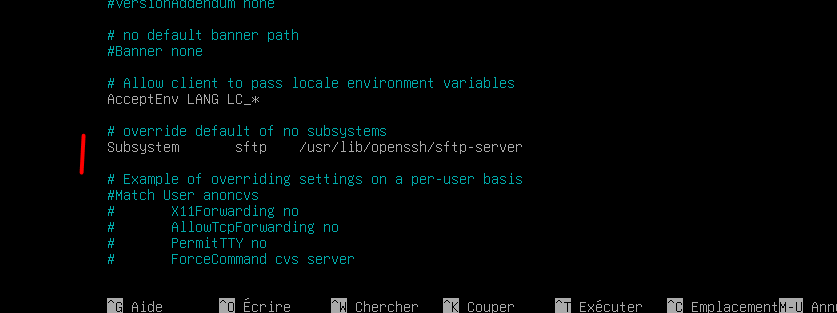 #VersionAddendum none
# no default banner path
#Banner none
# Allow client to pass locale environment variables
AcceptEnv LANG LC_*
# override default of no subsystems
Subsystem sftp /usr/lib/openssh/sftp-server
# Example of overriding settings on a per-user basis
#Match User anoncvs
# X11Forwarding no
# AllowTcpForwarding no
# PermitTTY no
# ForceCommand cvs server
^G Aide ^O Écrire ^W Chercher ^K Couper ^T Exécuter ^C Emplacement M-U Annu